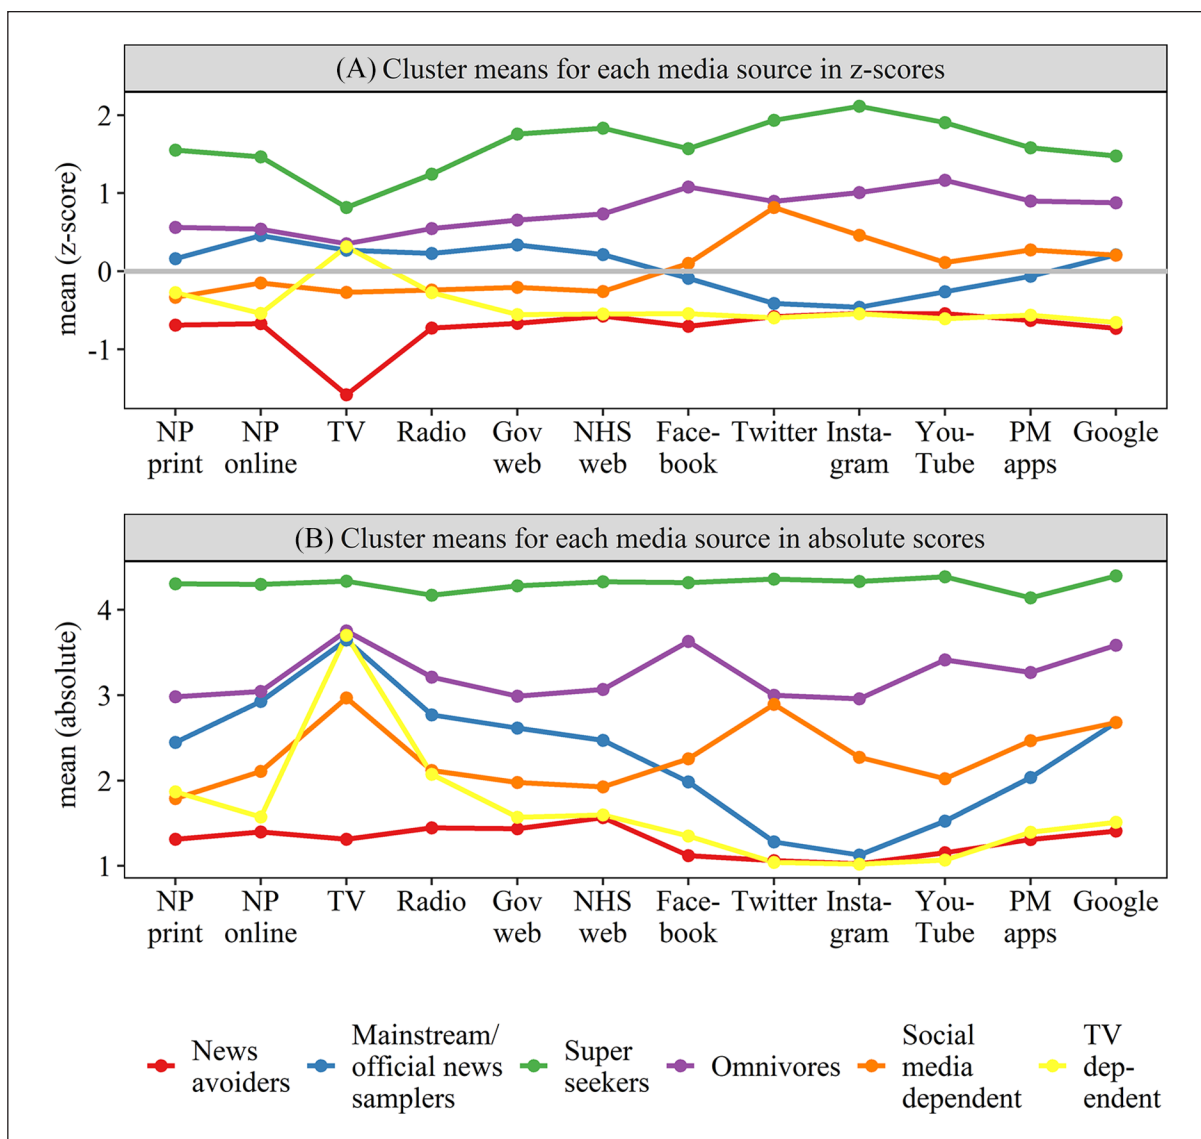 (A) Cluster means for each media source in z-scores
mean (z-score)
2
1
0
-1
NP print
NP online
TV
Radio
Gov web
NHS web
Face-book
Twitter
Insta-gram
You-Tube
PM apps
Google
(B) Cluster means for each media source in absolute scores
mean (absolute)
4
3
2
1
NP print
NP online
TV
Radio
Gov web
NHS web
Face-book
Twitter
Insta-gram
You-Tube
PM apps
Google
News
avoiders
Mainstream/
official news
samplers
Super
seekers
Omnivores
Social
media
dependent
TV
dep-
endent